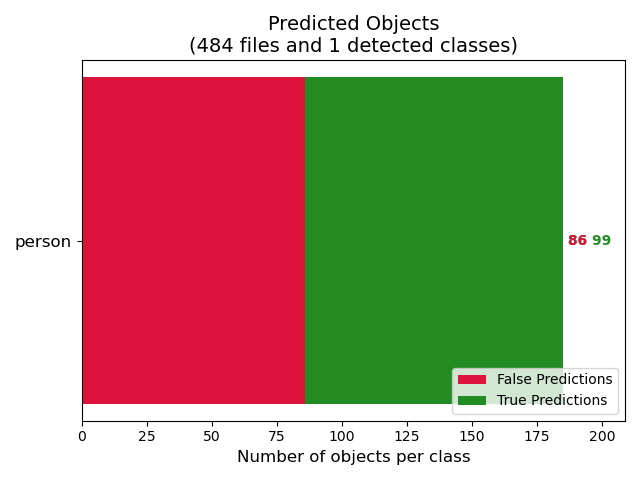 Predicted Objects
(484 files and 1 detected classes)
person
86 99
False Predictions
True Predictions
0 25 50 75 100 125 150 175 200
Number of objects per class